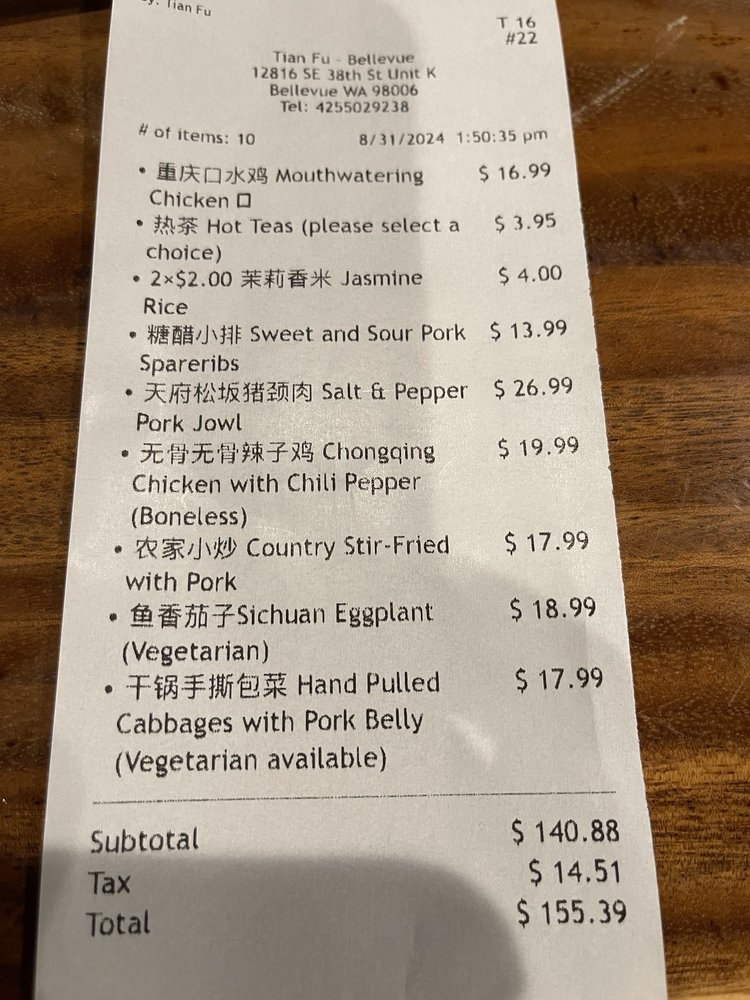 y: Tian Fu
T 16
#22
Tian Fu - Bellevue
12816 SE 38th St Unit K
Bellevue WA 98006
Tel: 4255029238
# of items: 10 8/31/2024 1:50:35 pm
• 重庆口水鸡 Mouthwatering $ 16.99
Chicken 口
• 热茶 Hot Teas (please select a $ 3.95
choice)
• 2×$2.00 茉莉香米 Jasmine $ 4.00
Rice
• 糖醋小排 Sweet and Sour Pork $ 13.99
Spareribs
• 天府松坂猪颈肉 Salt & Pepper $ 26.99
Pork Jowl
• 无骨无骨辣子鸡 Chongqing $ 19.99
Chicken with Chili Pepper
(Boneless)
• 农家小炒 Country Stir-Fried $ 17.99
with Pork
• 鱼香茄子Sichuan Eggplant $ 18.99
(Vegetarian)
• 干锅手撕包菜 Hand Pulled $ 17.99
Cabbages with Pork Belly
(Vegetarian available)
Subtotal $ 140.88
Tax $ 14.51
Total $ 155.39